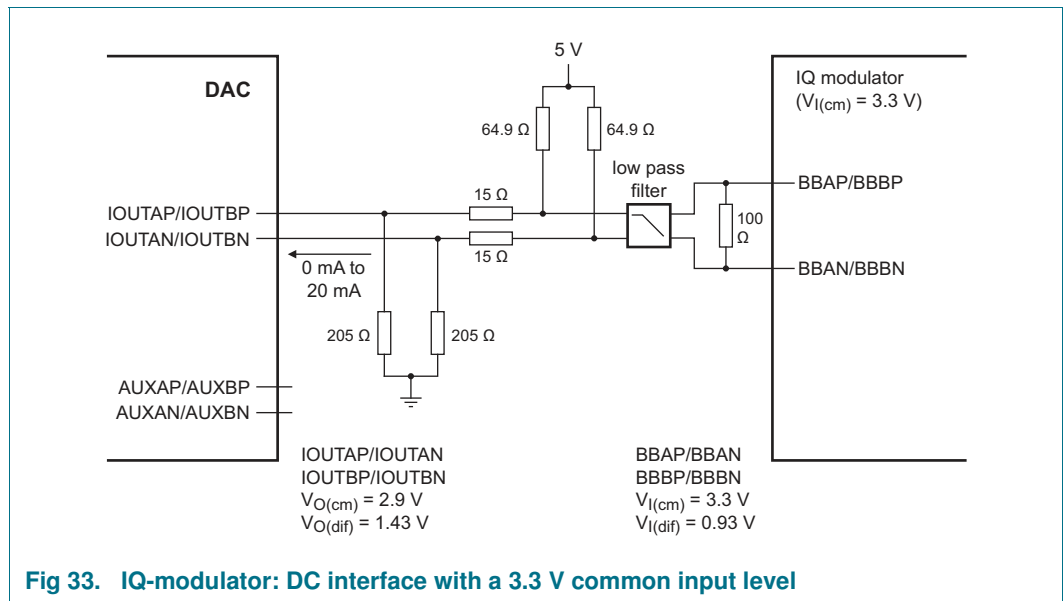 5 V
DAC
IQ modulator
(VI(cm) = 3.3 V)
64.9 Ω
64.9 Ω
low pass
filter
15 Ω
BBAP/BBBP
IOUTAP/IOUTBP
100
Ω
IOUTAN/IOUTBN
15 Ω
BBAN/BBBN
0 mA to
20 mA
205 Ω
205 Ω
AUXAP/AUXBP
AUXAN/AUXBN
IOUTAP/IOUTAN
IOUTBP/IOUTBN
VO(cm) = 2.9 V
VO(dif) = 1.43 V
BBAP/BBAN
BBBP/BBBN
VI(cm) = 3.3 V
VI(dif) = 0.93 V
Fig 33. IQ-modulator: DC interface with a 3.3 V common input level